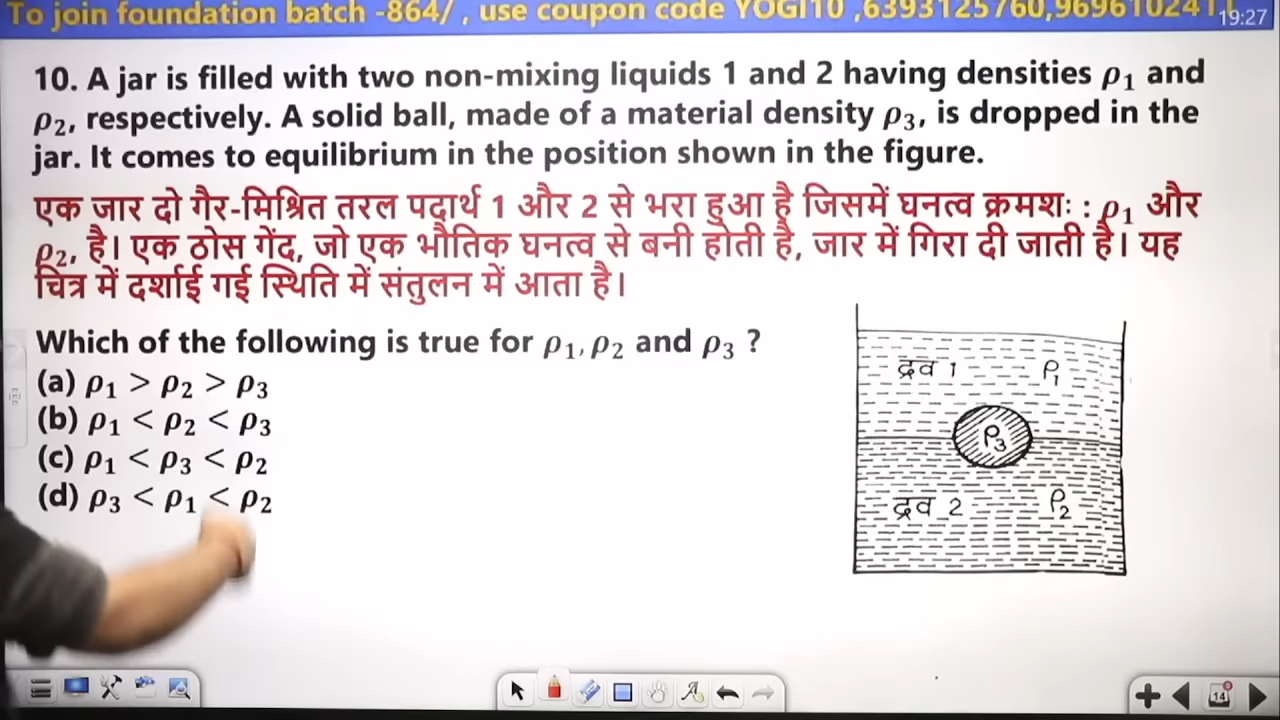 To join foundation batch -864/ , use coupon code YOGI10 ,6393125760,9696102411
19:27
10. A jar is filled with two non-mixing liquids 1 and 2 having densities ρ₁ and
ρ₂, respectively. A solid ball, made of a material density ρ₃, is dropped in the
jar. It comes to equilibrium in the position shown in the figure.
एक जार दो गैर-मिश्रित तरल पदार्थ 1 और 2 से भरा हुआ है जिसमें घनत्व क्रमशः : ρ₁ और
ρ₂, है। एक ठोस गेंद, जो एक भौतिक घनत्व से बनी होती है, जार में गिरा दी जाती है। यह
चित्र में दर्शाई गई स्थिति में संतुलन में आता है।
Which of the following is true for ρ₁, ρ₂ and ρ₃ ?
(a) ρ₁ > ρ₂ > ρ₃
(b) ρ₁ < ρ₂ < ρ₃
(c) ρ₁ < ρ₃ < ρ₂
(d) ρ₃ < ρ₁ < ρ₂
द्रव 1 ρ₁
ρ₃
द्रव 2 ρ₂
14